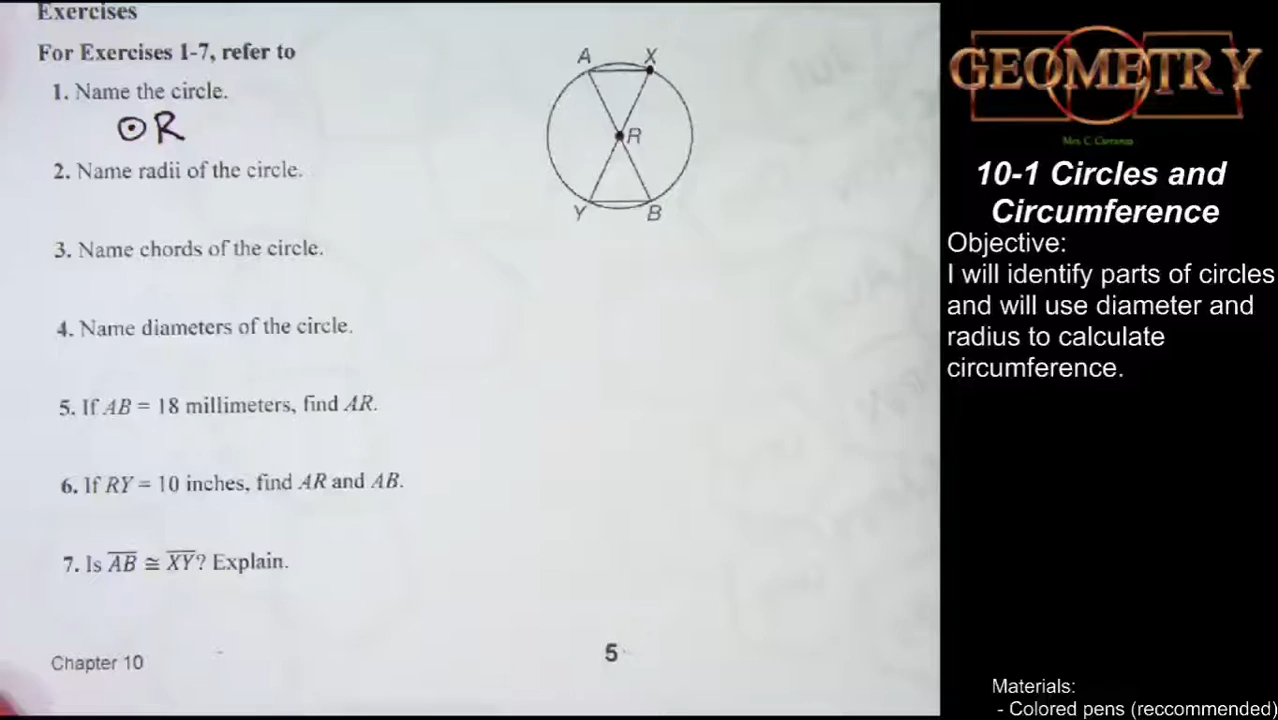 Exercises
For Exercises 1-7, refer to
1. Name the circle.
⊙R
2. Name radii of the circle.
3. Name chords of the circle.
4. Name diameters of the circle.
5. If AB = 18 millimeters, find AR.
6. If RY = 10 inches, find AR and AB.
7. Is A̅B̅ ≅ X̅Y̅? Explain.
Chapter 10
5
A X
R
Y B
GEOMETRY
10-1 Circles and
Circumference
Objective:
I will identify parts of circles
and will use diameter and
radius to calculate
circumference.
Materials:
- Colored pens (reccommended)